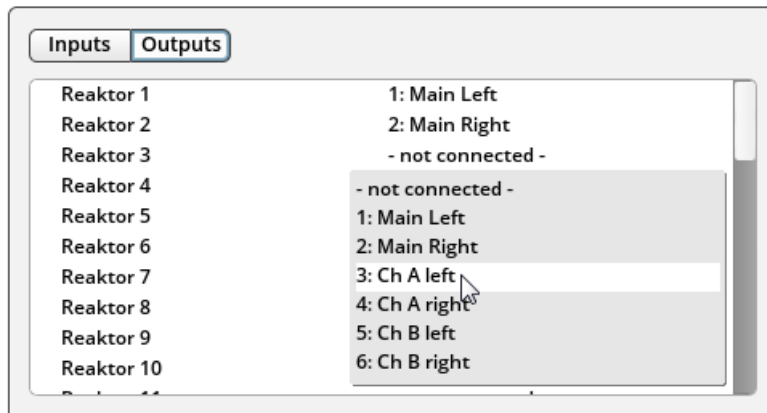 Inputs Outputs
Reaktor 1 1: Main Left
Reaktor 2 2: Main Right
Reaktor 3 - not connected -
Reaktor 4 - not connected -
Reaktor 5 1: Main Left
Reaktor 6 2: Main Right
Reaktor 7 3: Ch A left
Reaktor 8 4: Ch A right
Reaktor 9 5: Ch B left
Reaktor 10 6: Ch B right